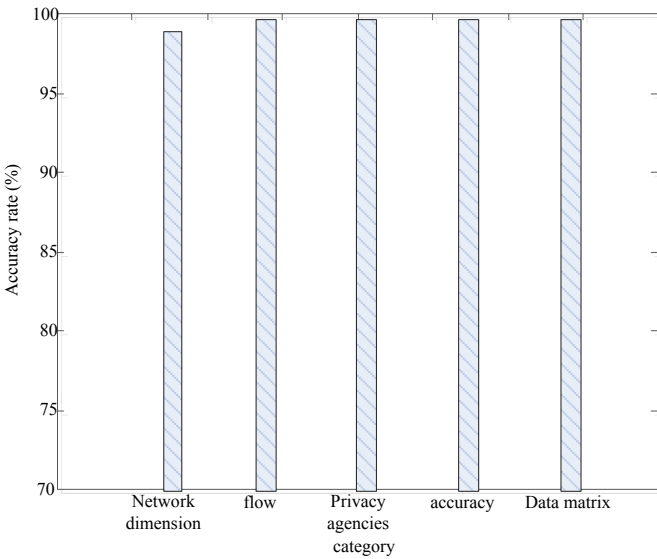 100
95
90
85
80
75
70
Accuracy rate (%)
Network
dimension
flow
Privacy
agencies
accuracy
Data matrix
category